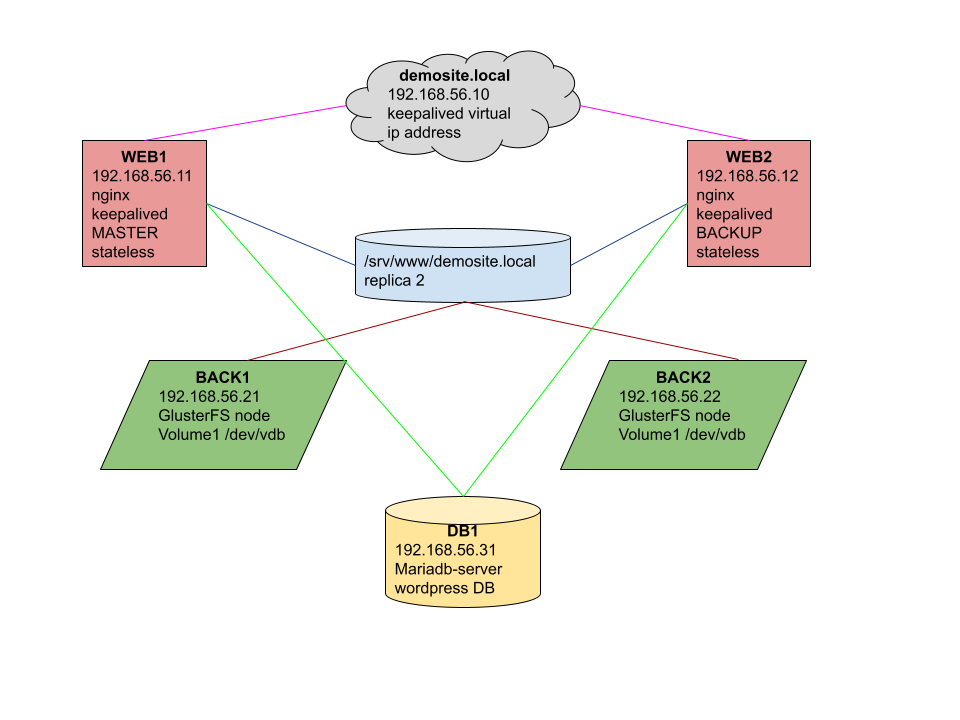 demosite.local
192.168.56.10
keepalived virtual
ip address
WEB1
192.168.56.11
nginx
keepalived
MASTER
stateless
WEB2
192.168.56.12
nginx
keepalived
BACKUP
stateless
/srv/www/demosite.local
replica 2
BACK1
192.168.56.21
GlusterFS node
Volume1 /dev/vdb
BACK2
192.168.56.22
GlusterFS node
Volume1 /dev/vdb
DB1
192.168.56.31
Mariadb-server
wordpress DB